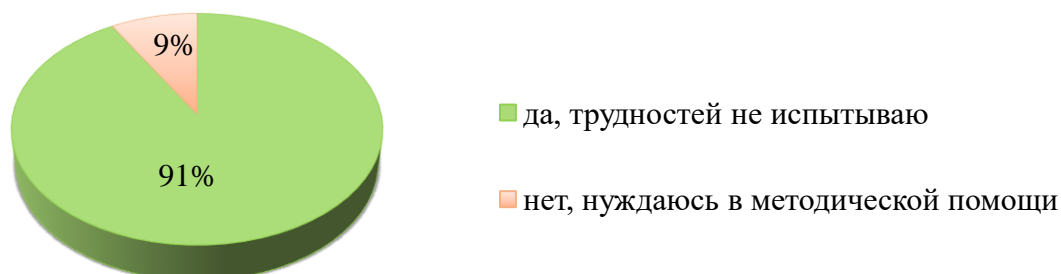 9%
91%
да, трудностей не испытываю
нет, нуждаюсь в методической помощи